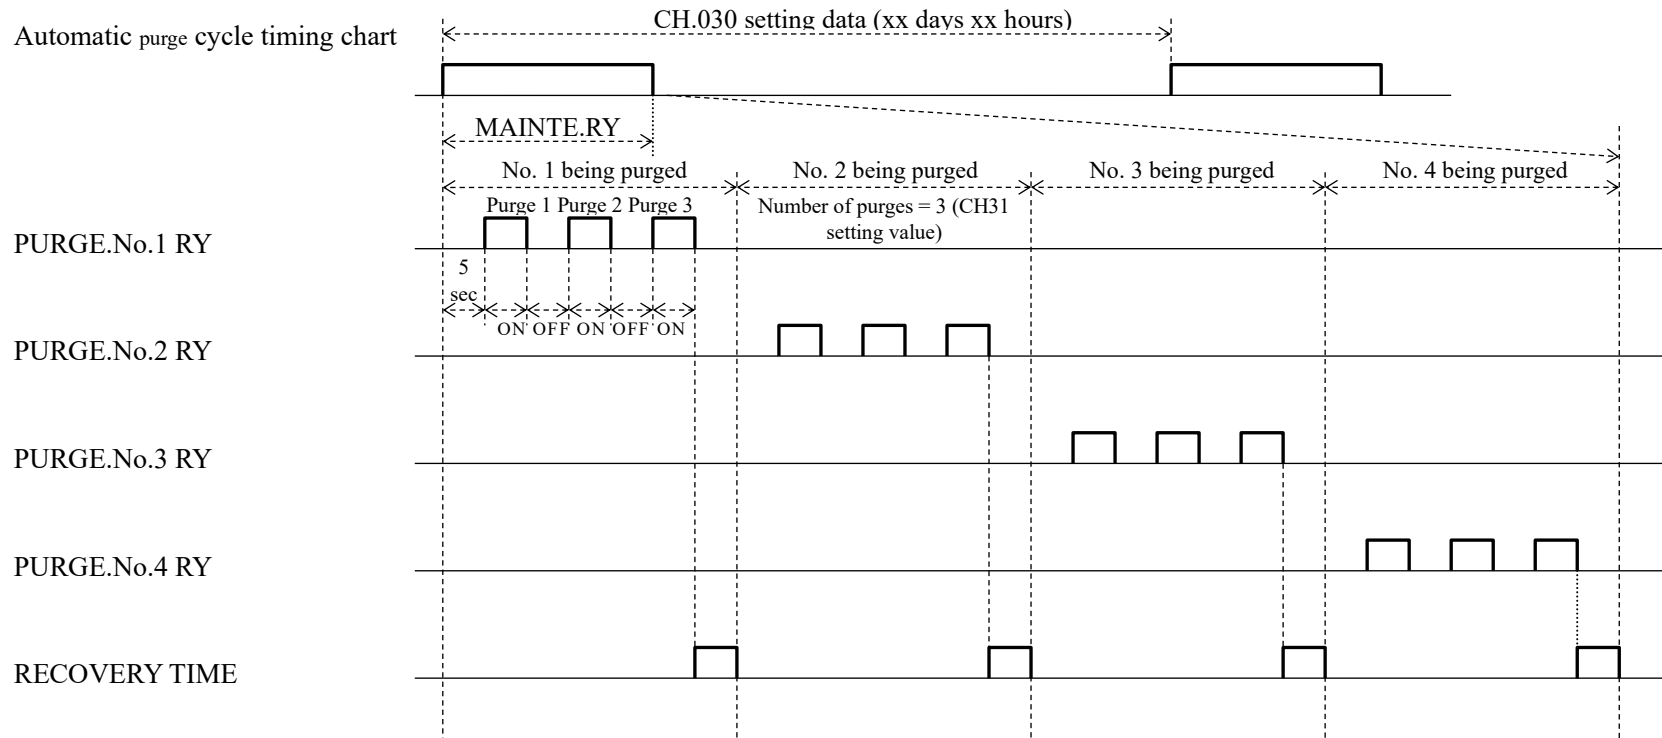 CH.030 setting data (xx days xx hours)
Automatic purge cycle timing chart
MAINTE.RY
No. 1 being purged
No. 2 being purged
No. 3 being purged
No. 4 being purged
Purge 1 Purge 2 Purge 3
Number of purges = 3 (CH31
setting value)
PURGE.No.1 RY
5
sec
ON OFF ON OFF ON
PURGE.No.2 RY
PURGE.No.3 RY
PURGE.No.4 RY
RECOVERY TIME